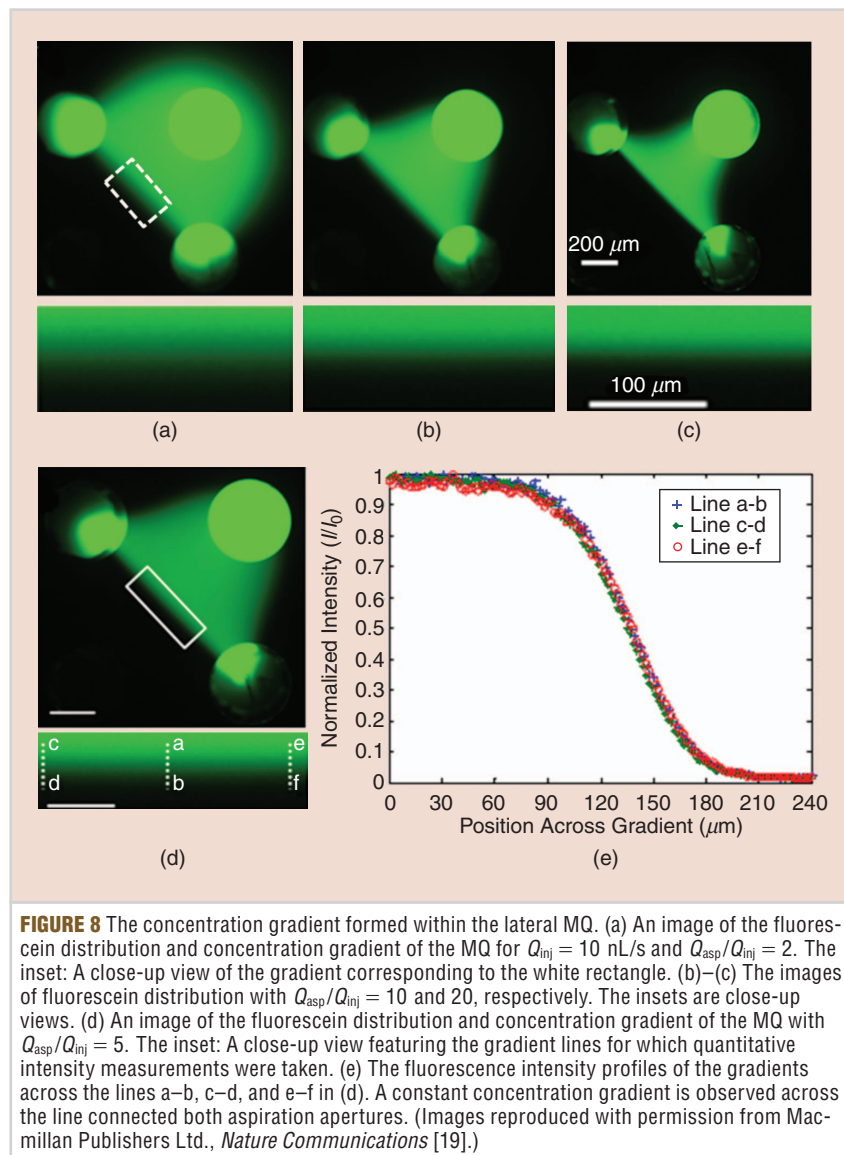 200 μm
100 μm
(a)
(b)
(c)
c
a
e
d
b
f
(d)
Normalized Intensity (I/I0)
1
0.9
0.8
0.7
0.6
0.5
0.4
0.3
0.2
0.1
0
Line a-b
Line c-d
Line e-f
0 30 60 90 120 150 180 210 240
Position Across Gradient (μm)
(e)
FIGURE 8 The concentration gradient formed within the lateral MQ. (a) An image of the fluores-
cein distribution and concentration gradient of the MQ for Qinj = 10 nL/s and Qasp/Qinj = 2. The
inset: A close-up view of the gradient corresponding to the white rectangle. (b)–(c) The images
of fluorescein distribution with Qasp/Qinj = 10 and 20, respectively. The insets are close-up
views. (d) An image of the fluorescein distribution and concentration gradient of the MQ with
Qasp/Qinj = 5. The inset: A close-up view featuring the gradient lines for which quantitative
intensity measurements were taken. (e) The fluorescence intensity profiles of the gradients
across the lines a–b, c–d, and e–f in (d). A constant concentration gradient is observed across
the line connected both aspiration apertures. (Images reproduced with permission from Mac-
millan Publishers Ltd., Nature Communications [19].)